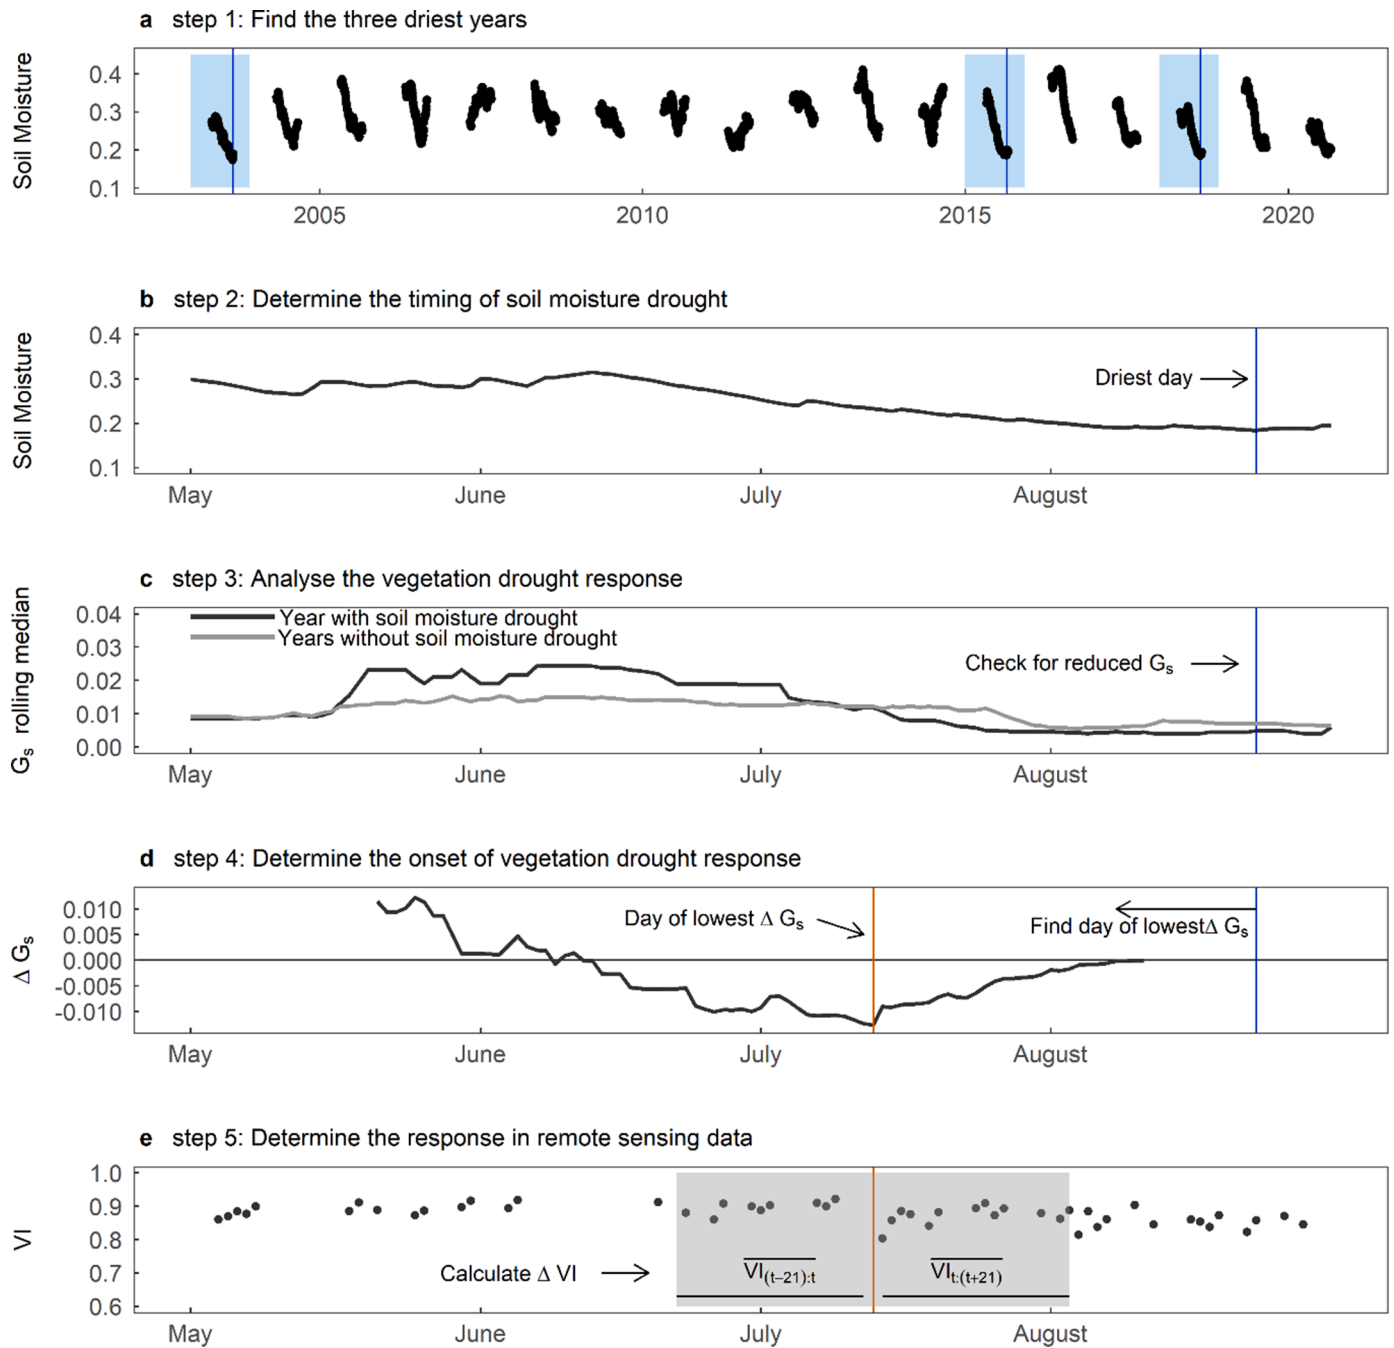 a step 1: Find the three driest years
Soil Moisture
0.4
0.3
0.2
0.1
2005 2010 2015 2020
b step 2: Determine the timing of soil moisture drought
Soil Moisture
0.4
0.3
0.2
0.1
Driest day
May June July August
c step 3: Analyse the vegetation drought response
Gs rolling median
0.04
0.03
0.02
0.01
0.00
Year with soil moisture drought
Years without soil moisture drought
Check for reduced Gs
May June July August
d step 4: Determine the onset of vegetation drought response
Δ Gs
0.010
0.005
0.000
-0.005
-0.010
Day of lowest Δ Gs
Find day of lowestΔ Gs
May June July August
e step 5: Determine the response in remote sensing data
VI
1.0
0.9
0.8
0.7
0.6
Calculate Δ VI
VI(t−21):t
VIt:(t+21)
May June July August